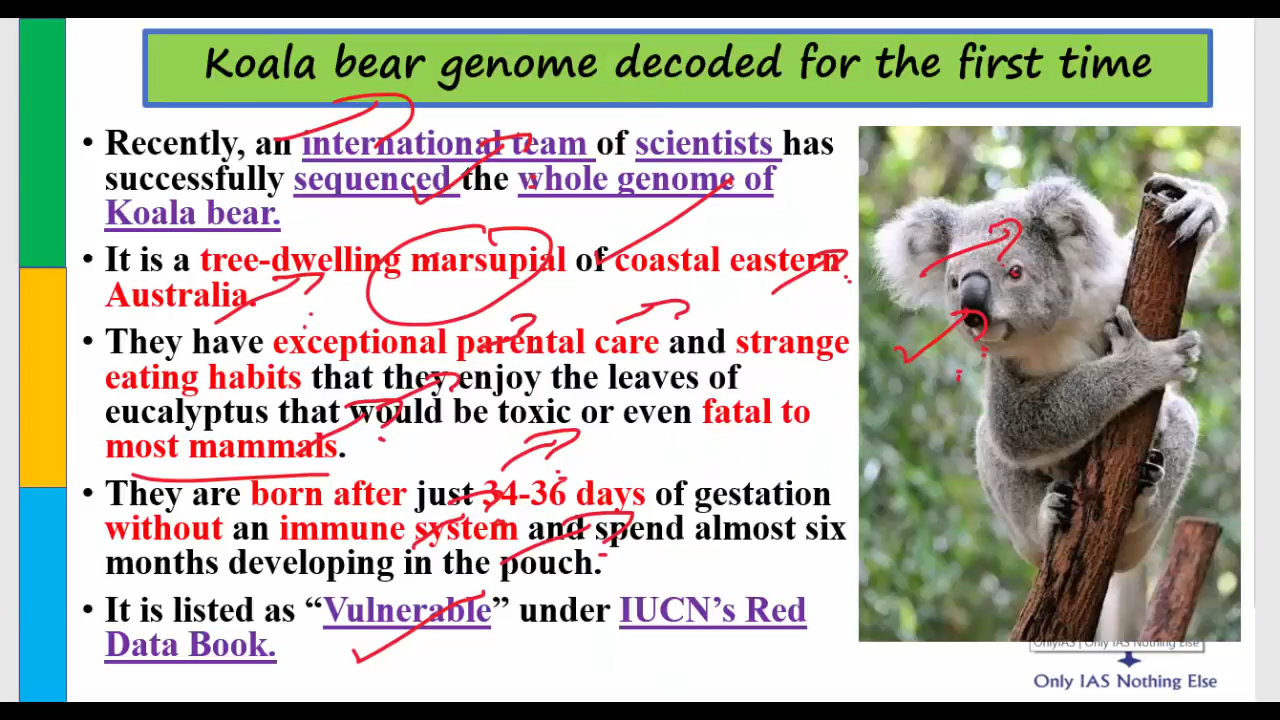 Koala bear genome decoded for the first time
• Recently, an international team of scientists has
successfully sequenced the whole genome of
Koala bear.
• It is a tree-dwelling marsupial of coastal eastern
Australia.
• They have exceptional parental care and strange
eating habits that they enjoy the leaves of
eucalyptus that would be toxic or even fatal to
most mammals.
• They are born after just 34-36 days of gestation
without an immune system and spend almost six
months developing in the pouch.
• It is listed as “Vulnerable” under IUCN’s Red
Data Book.
OnlyIAS | Only IAS Nothing Else
Only IAS Nothing Else